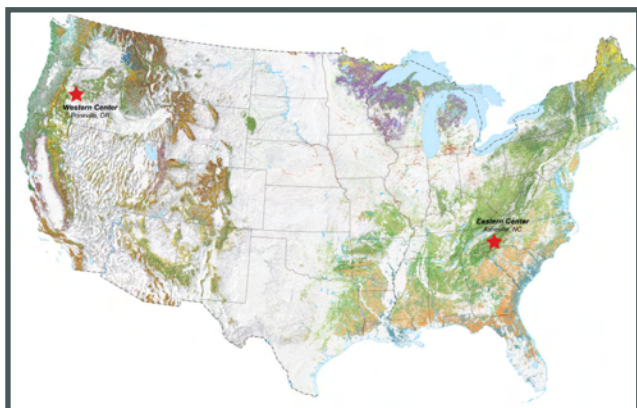 Western Center
Prineville, OR
Eastern Center
Asheville, NC